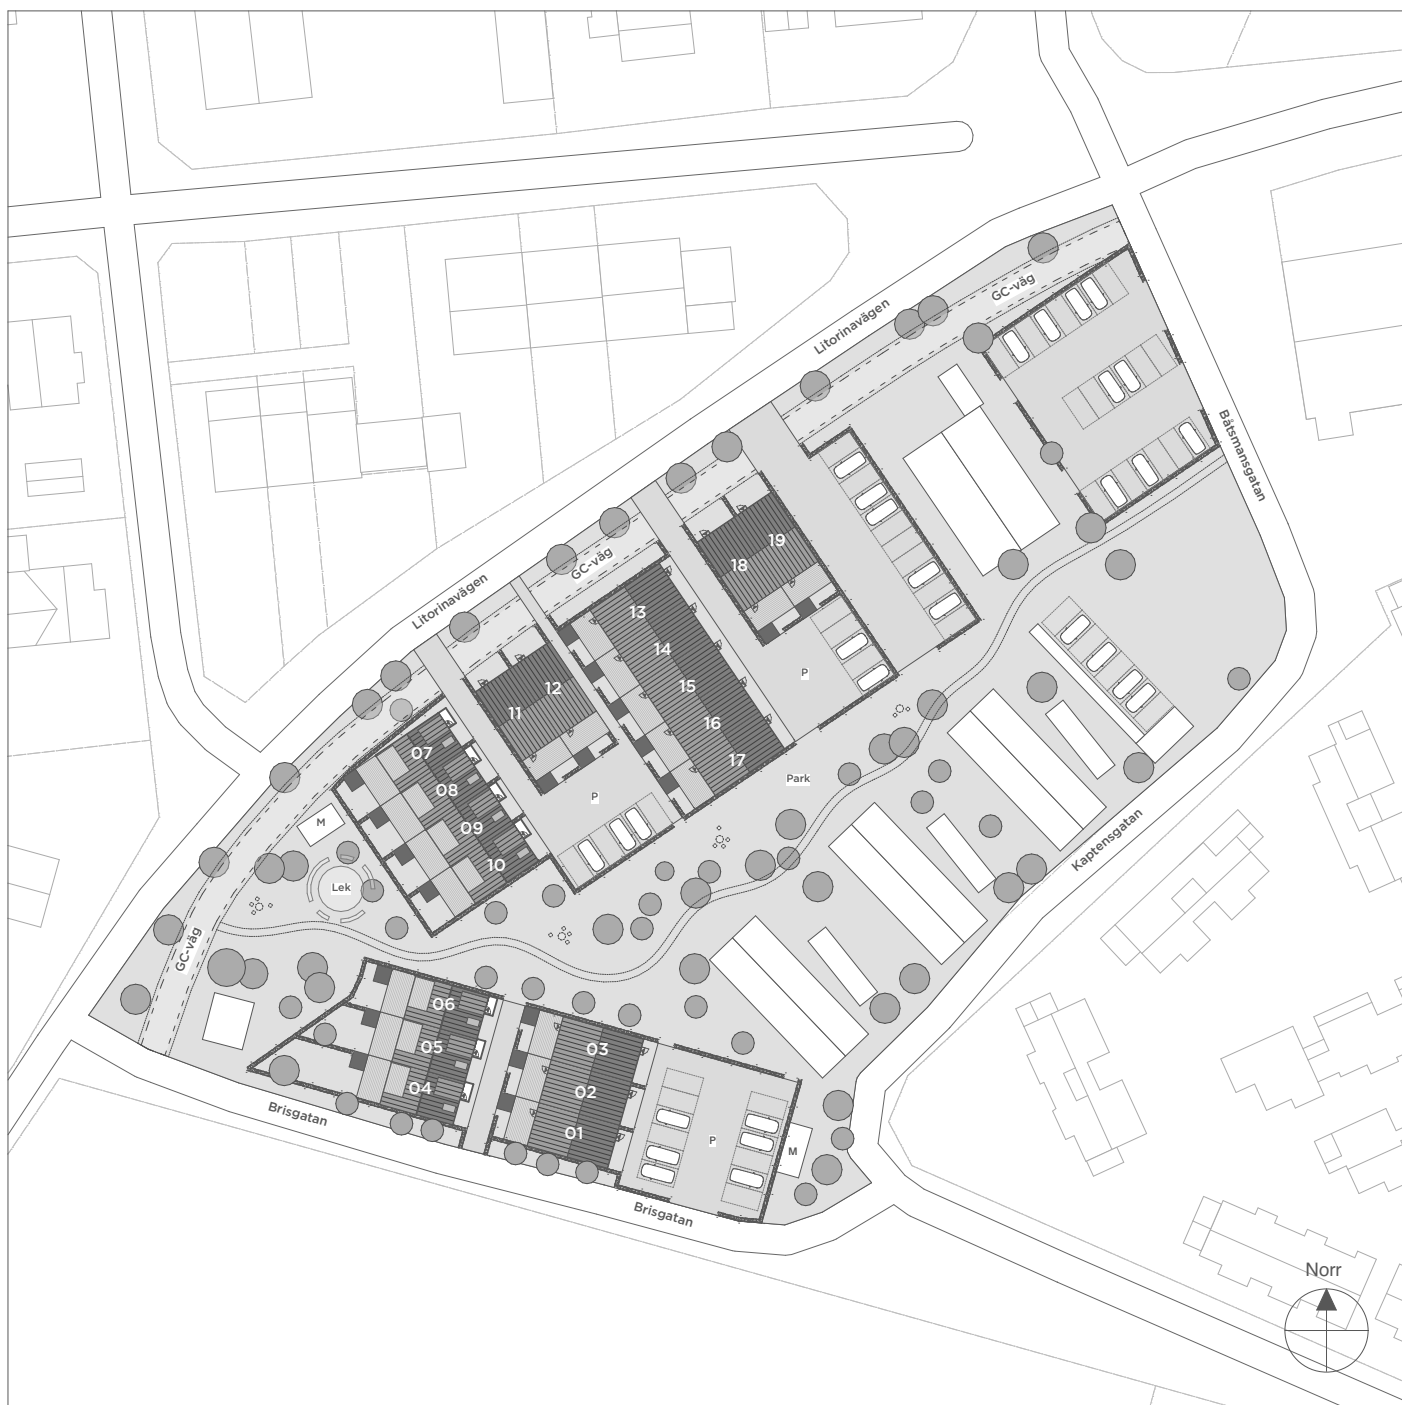 GC-väg
Litorinavägen
Båtsmansgatan
19
18
GC-väg
Litorinavägen
13
14
15
16
17
P
12
11
P
Park
07
08
09
10
M
Lek
Kaptensgatan
GC-väg
06
05
04
03
02
01
P
M
Brisgatan
Brisgatan
Norr